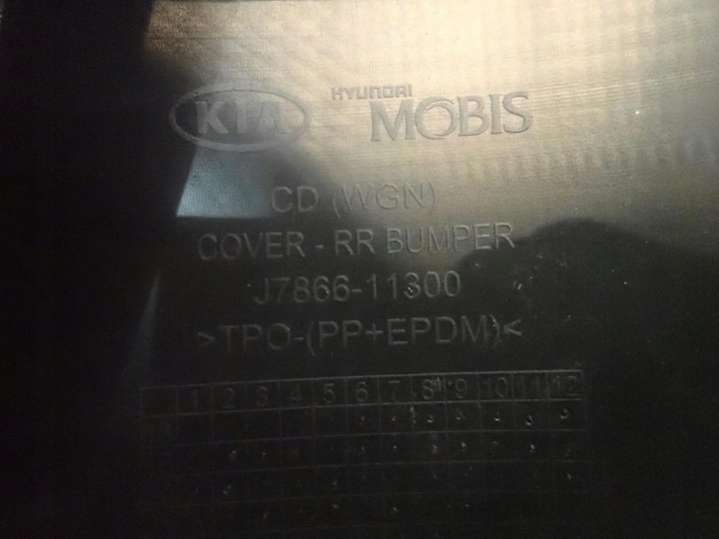 KIA HYUNDAI MOBIS
CD (WGN)
COVER - RR BUMPER
J7866-11300
>TPO-(PP+EPDM)<
1 2 3 4 5 6 7 8 9 10 11 12